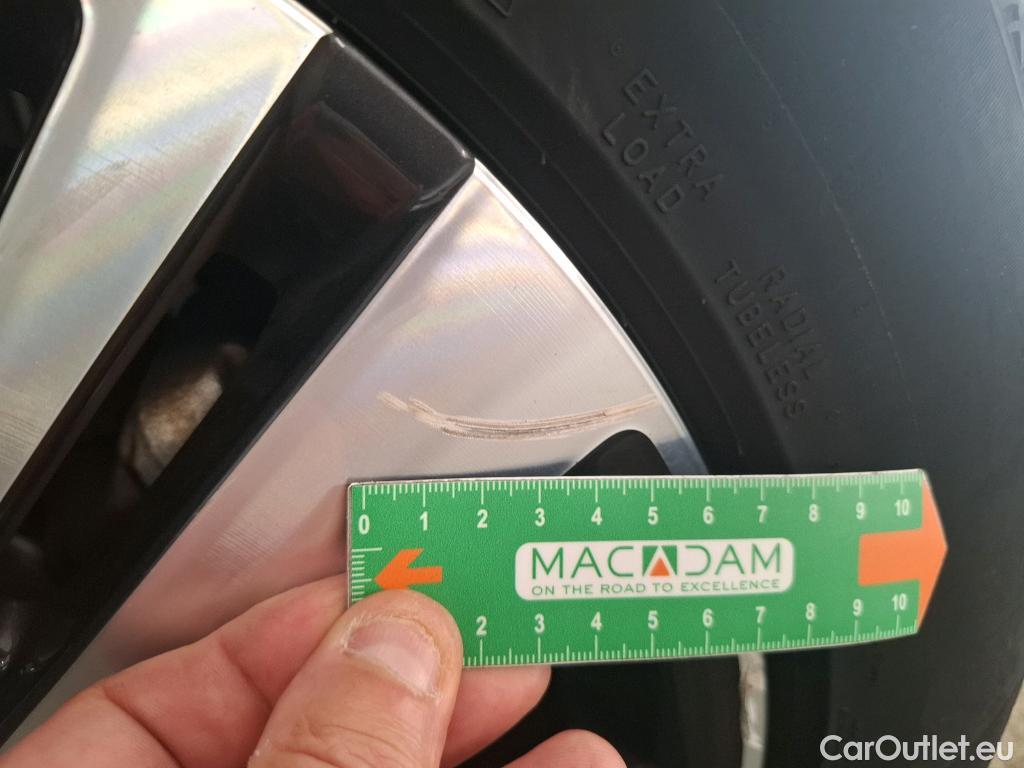 EXTRA
LOAD
RADIAL
TUBELESS
0 1 2 3 4 5 6 7 8 9 10
MACADAM
ON THE ROAD TO EXCELLENCE
2 3 4 5 6 7 8 9 10
CarOutlet.eu